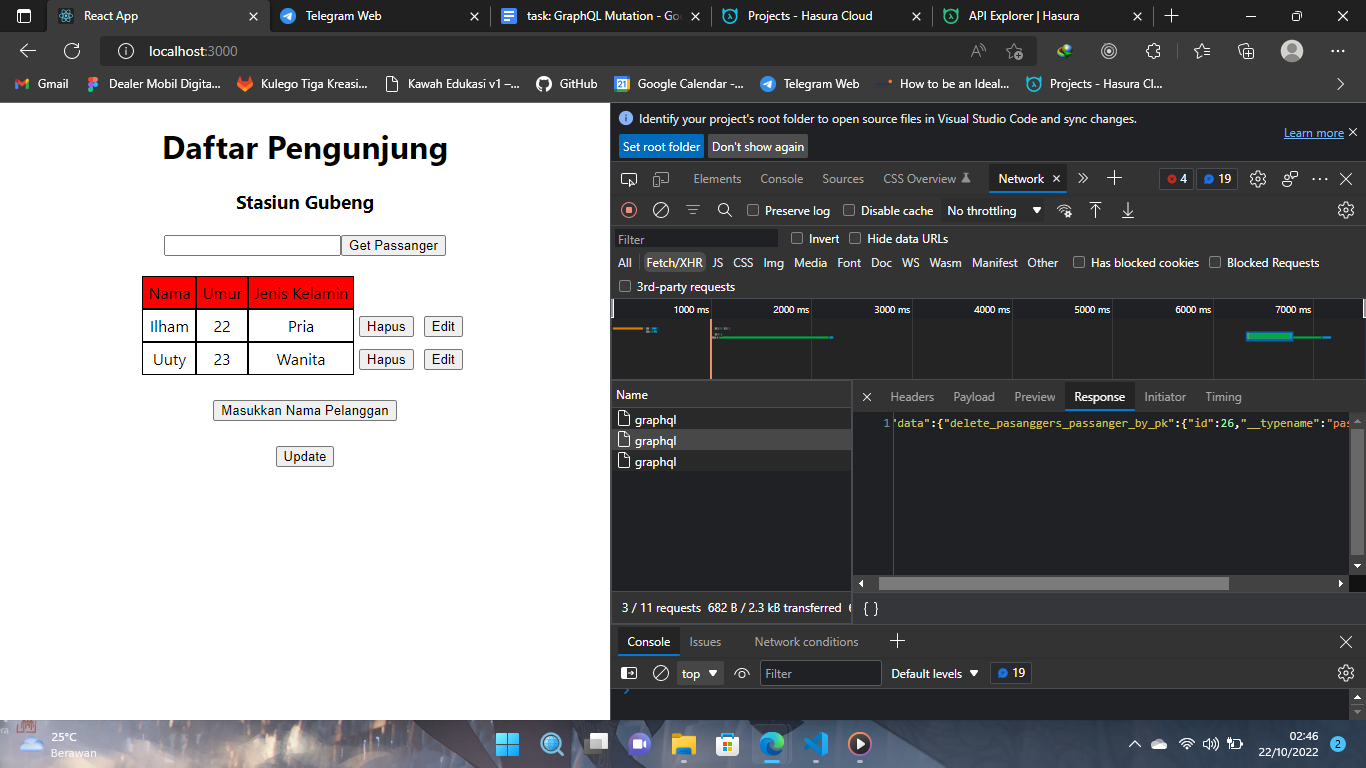 React App
Telegram Web
task: GraphQL Mutation - Goo
Projects - Hasura Cloud
API Explorer | Hasura
localhost:3000
Gmail
Dealer Mobil Digita...
Kulego Tiga Kreasi...
Kawah Edukasi v1 –...
GitHub
Google Calendar -...
Telegram Web
How to be an Ideal...
Projects - Hasura Cl...
Daftar Pengunjung
Stasiun Gubeng
Get Passanger
Nama Umur Jenis Kelamin
Ilham 22 Pria Hapus Edit
Uuty 23 Wanita Hapus Edit
Masukkan Nama Pelanggan
Update
Identify your project's root folder to open source files in Visual Studio Code and sync changes.
Set root folder Don't show again Learn more
Elements Console Sources CSS Overview Network 4 19
Preserve log Disable cache No throttling
Filter Invert Hide data URLs
All Fetch/XHR JS CSS Img Media Font Doc WS Wasm Manifest Other Has blocked cookies Blocked Requests
3rd-party requests
1000 ms 2000 ms 3000 ms 4000 ms 5000 ms 6000 ms 7000 ms
Name Headers Payload Preview Response Initiator Timing
graphql
graphql
graphql
1 "data":{"delete_pasanggers_passanger_by_pk":{"id":26,"__typename":"pas
3 / 11 requests 682 B / 2.3 kB transferred
{ }
Console Issues Network conditions
top Filter Default levels 19
25°C
Berawan
02:46
22/10/2022
2